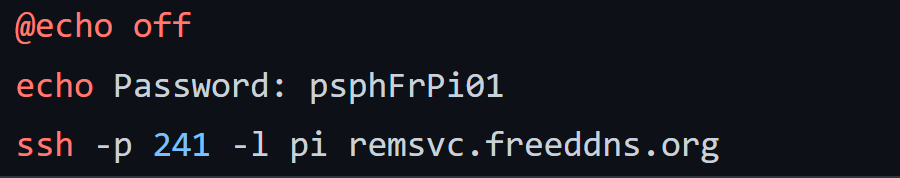 @echo off
echo Password: psphFrPi01
ssh -p 241 -l pi remsvc.freeddns.org